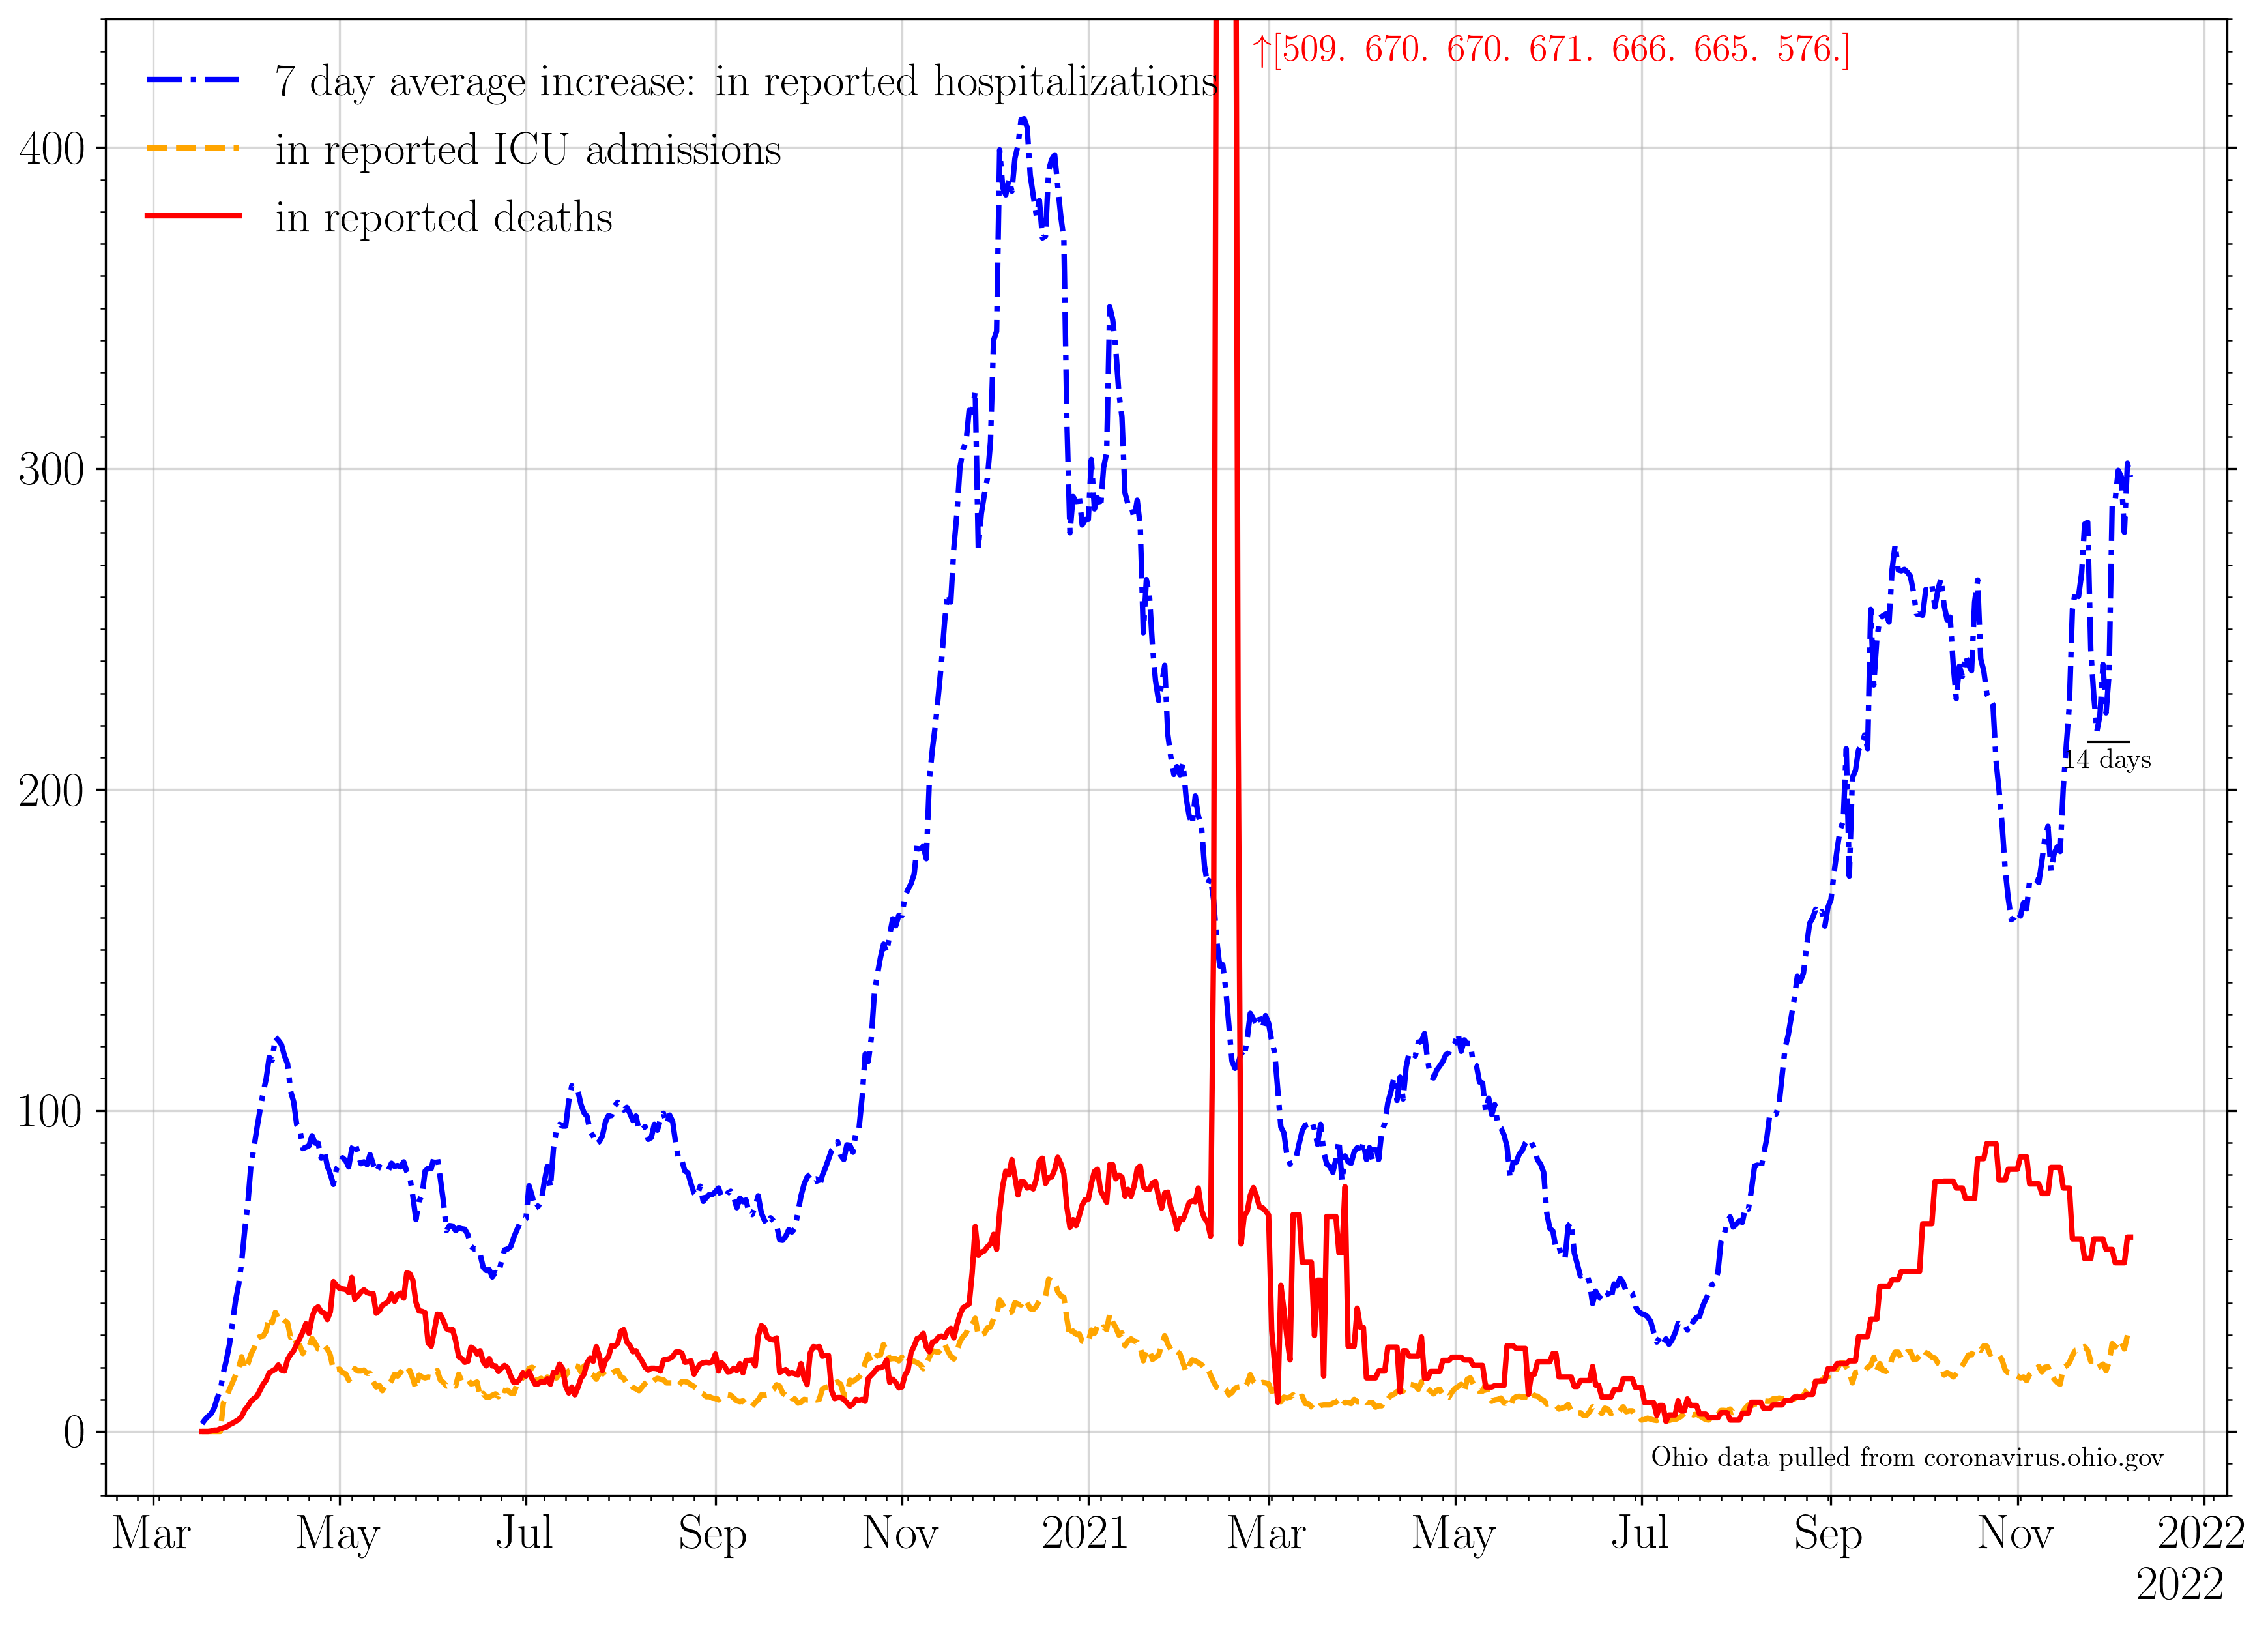 ↑[509. 670. 670. 671. 666. 665. 576.]
7 day average increase: in reported hospitalizations
in reported ICU admissions
in reported deaths
400
300
200
100
0
14 days
Ohio data pulled from coronavirus.ohio.gov
Mar May Jul Sep Nov 2021 Mar May Jul Sep Nov 2022
2022